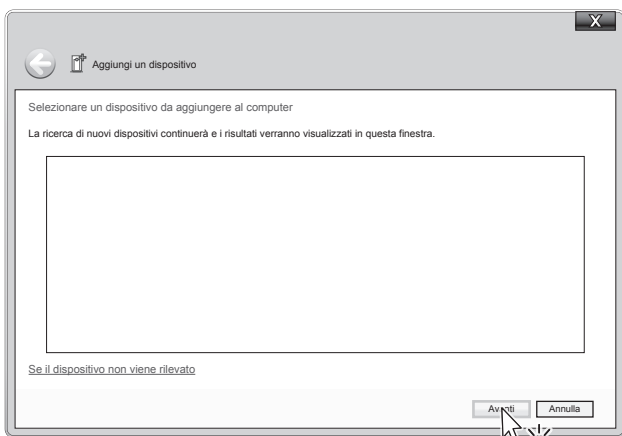 X
Aggiungi un dispositivo
Selezionare un dispositivo da aggiungere al computer
La ricerca di nuovi dispositivi continuerà e i risultati verranno visualizzati in questa finestra.
Se il dispositivo non viene rilevato
Avanti Annulla